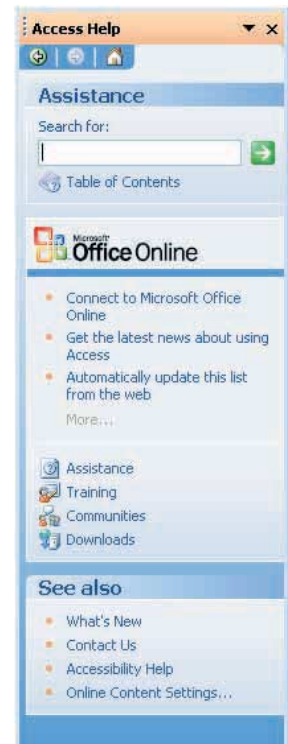 Access Help
Assistance
Search for:
Table of Contents
Microsoft
Office Online
Connect to Microsoft Office
Online
Get the latest news about using
Access
Automatically update this list
from the web
More...
Assistance
Training
Communities
Downloads
See also
What's New
Contact Us
Accessibility Help
Online Content Settings...